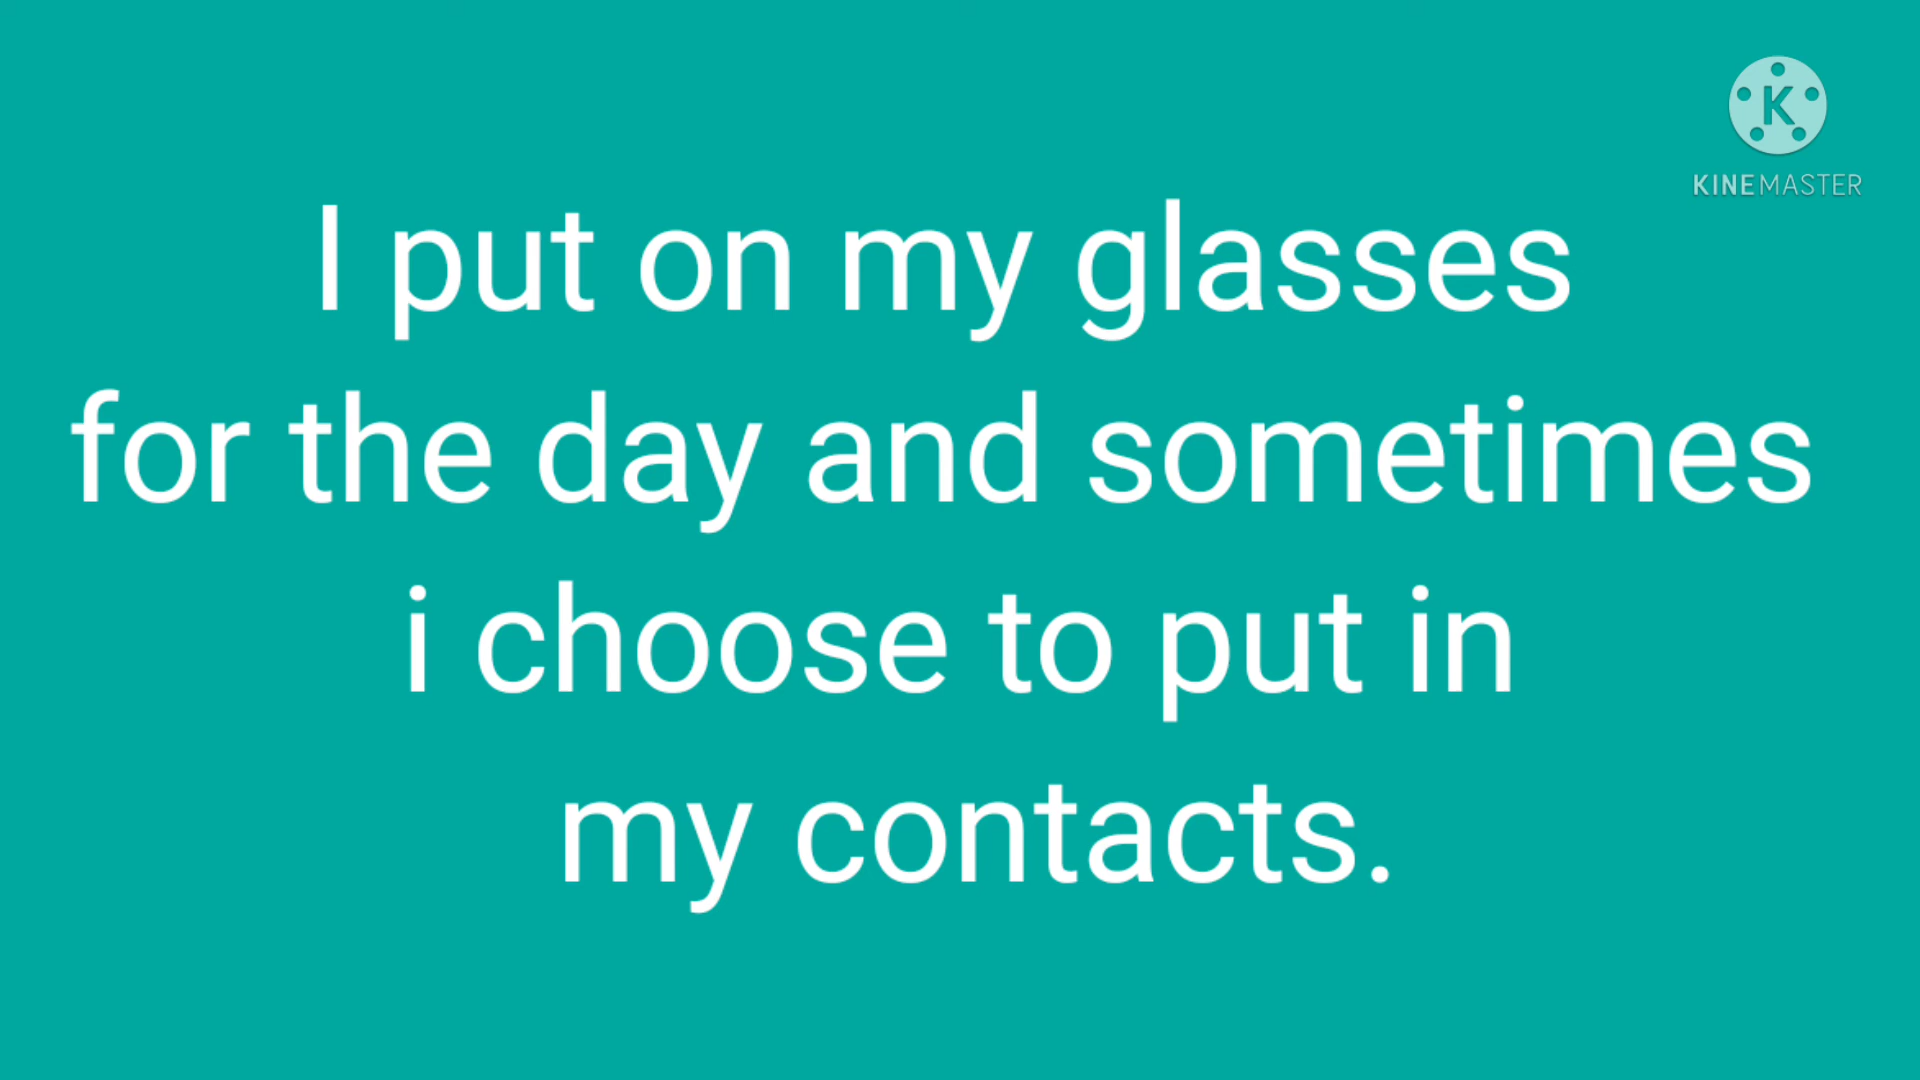 K
KINEMASTER
I put on my glasses
for the day and sometimes
i choose to put in
my contacts.